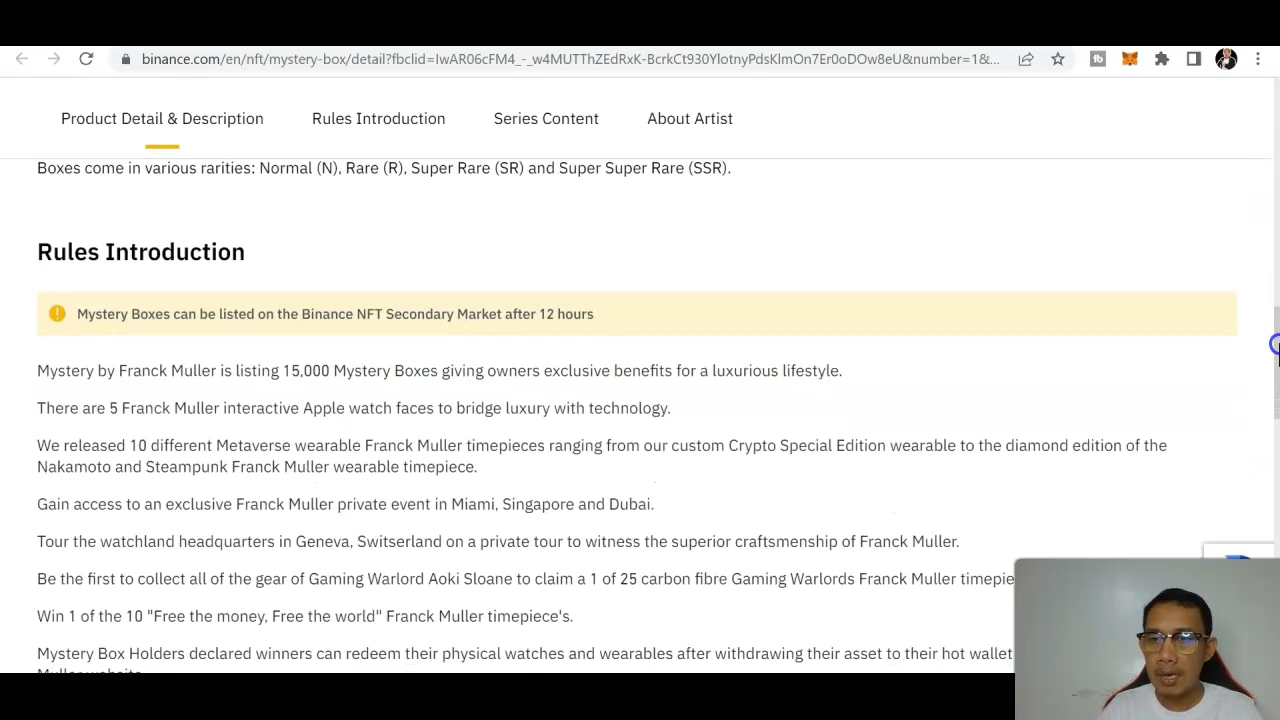 binance.com/en/nft/mystery-box/detail?fbclid=IwAR06cFM4_-_w4MUTThZEdRxK-BcrkCt930YlotnyPdsKlmOn7Er0oDOw8eU&number=1&...
Product Detail & Description Rules Introduction Series Content About Artist
Boxes come in various rarities: Normal (N), Rare (R), Super Rare (SR) and Super Super Rare (SSR).
Rules Introduction
Mystery Boxes can be listed on the Binance NFT Secondary Market after 12 hours
Mystery by Franck Muller is listing 15,000 Mystery Boxes giving owners exclusive benefits for a luxurious lifestyle.
There are 5 Franck Muller interactive Apple watch faces to bridge luxury with technology.
We released 10 different Metaverse wearable Franck Muller timepieces ranging from our custom Crypto Special Edition wearable to the diamond edition of the
Nakamoto and Steampunk Franck Muller wearable timepiece.
Gain access to an exclusive Franck Muller private event in Miami, Singapore and Dubai.
Tour the watchland headquarters in Geneva, Switserland on a private tour to witness the superior craftsmenship of Franck Muller.
Be the first to collect all of the gear of Gaming Warlord Aoki Sloane to claim a 1 of 25 carbon fibre Gaming Warlords Franck Muller timepie
Win 1 of the 10 "Free the money, Free the world" Franck Muller timepiece's.
Mystery Box Holders declared winners can redeem their physical watches and wearables after withdrawing their asset to their hot wallet